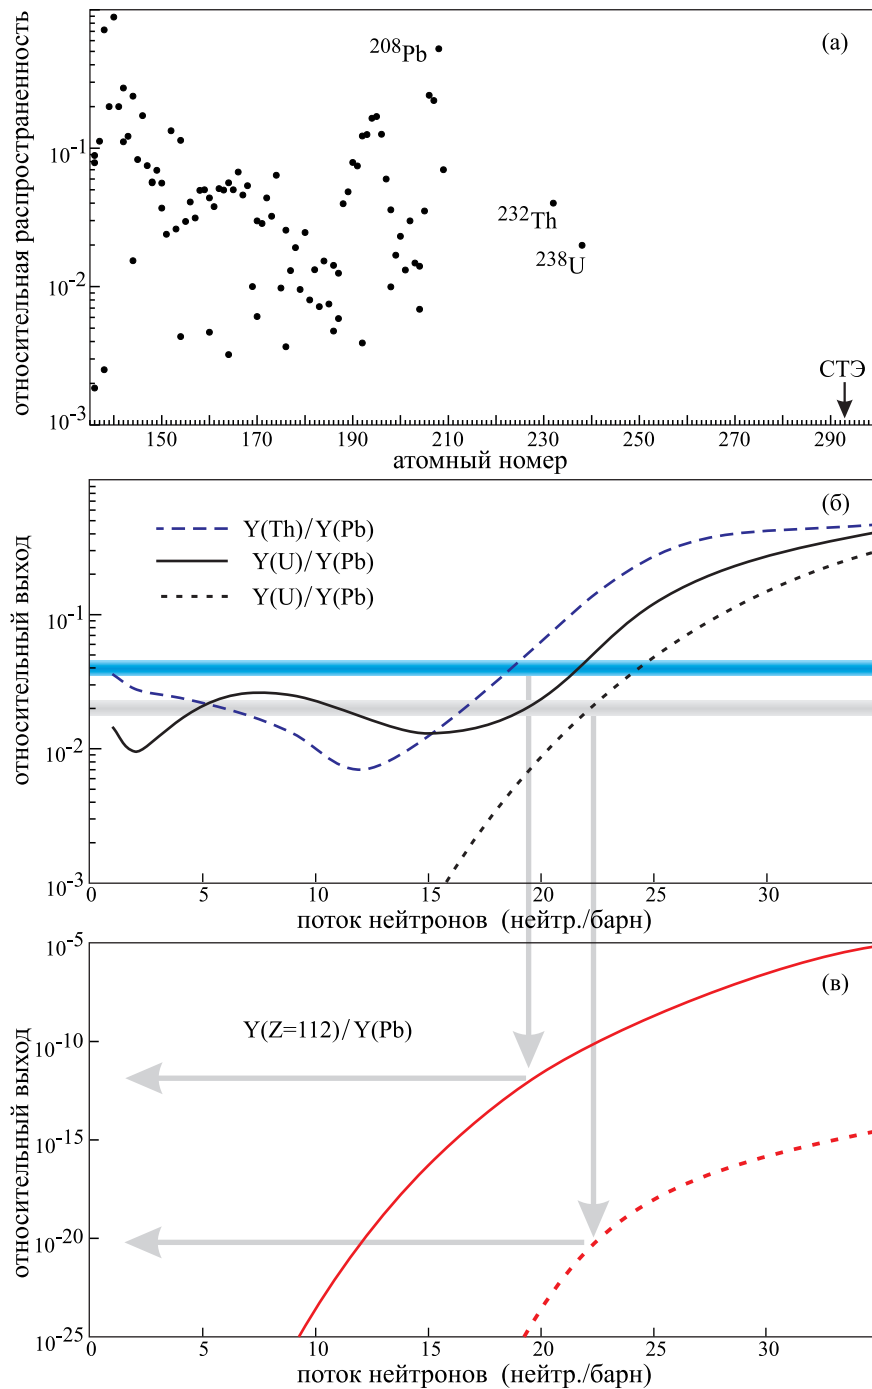 (а)
относительная распространенность
10⁻¹
10⁻²
10⁻³
²⁰⁸Pb
²³²Th
²³⁸U
СТЭ
150 170 190 210 230 250 270 290
атомный номер
(б)
относительный выход
Y(Th)/Y(Pb)
Y(U)/Y(Pb)
Y(U)/Y(Pb)
10⁻¹
10⁻²
10⁻³
0 5 10 15 20 25 30
поток нейтронов (нейтр./барн)
(в)
относительный выход
Y(Z=112)/Y(Pb)
10⁻⁵
10⁻¹⁰
10⁻¹⁵
10⁻²⁰
10⁻²⁵
0 5 10 15 20 25 30
поток нейтронов (нейтр./барн)